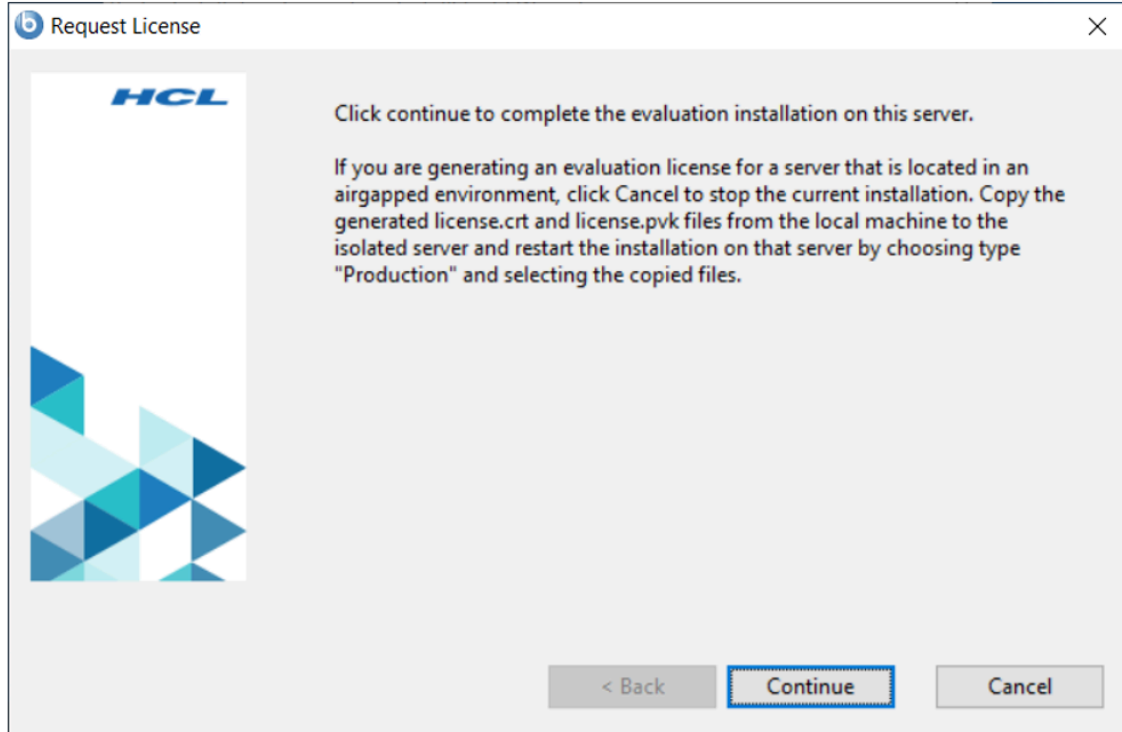 b Request License
HCL
Click continue to complete the evaluation installation on this server.
If you are generating an evaluation license for a server that is located in an
airgapped environment, click Cancel to stop the current installation. Copy the
generated license.crt and license.pvk files from the local machine to the
isolated server and restart the installation on that server by choosing type
"Production" and selecting the copied files.
< Back
Continue
Cancel